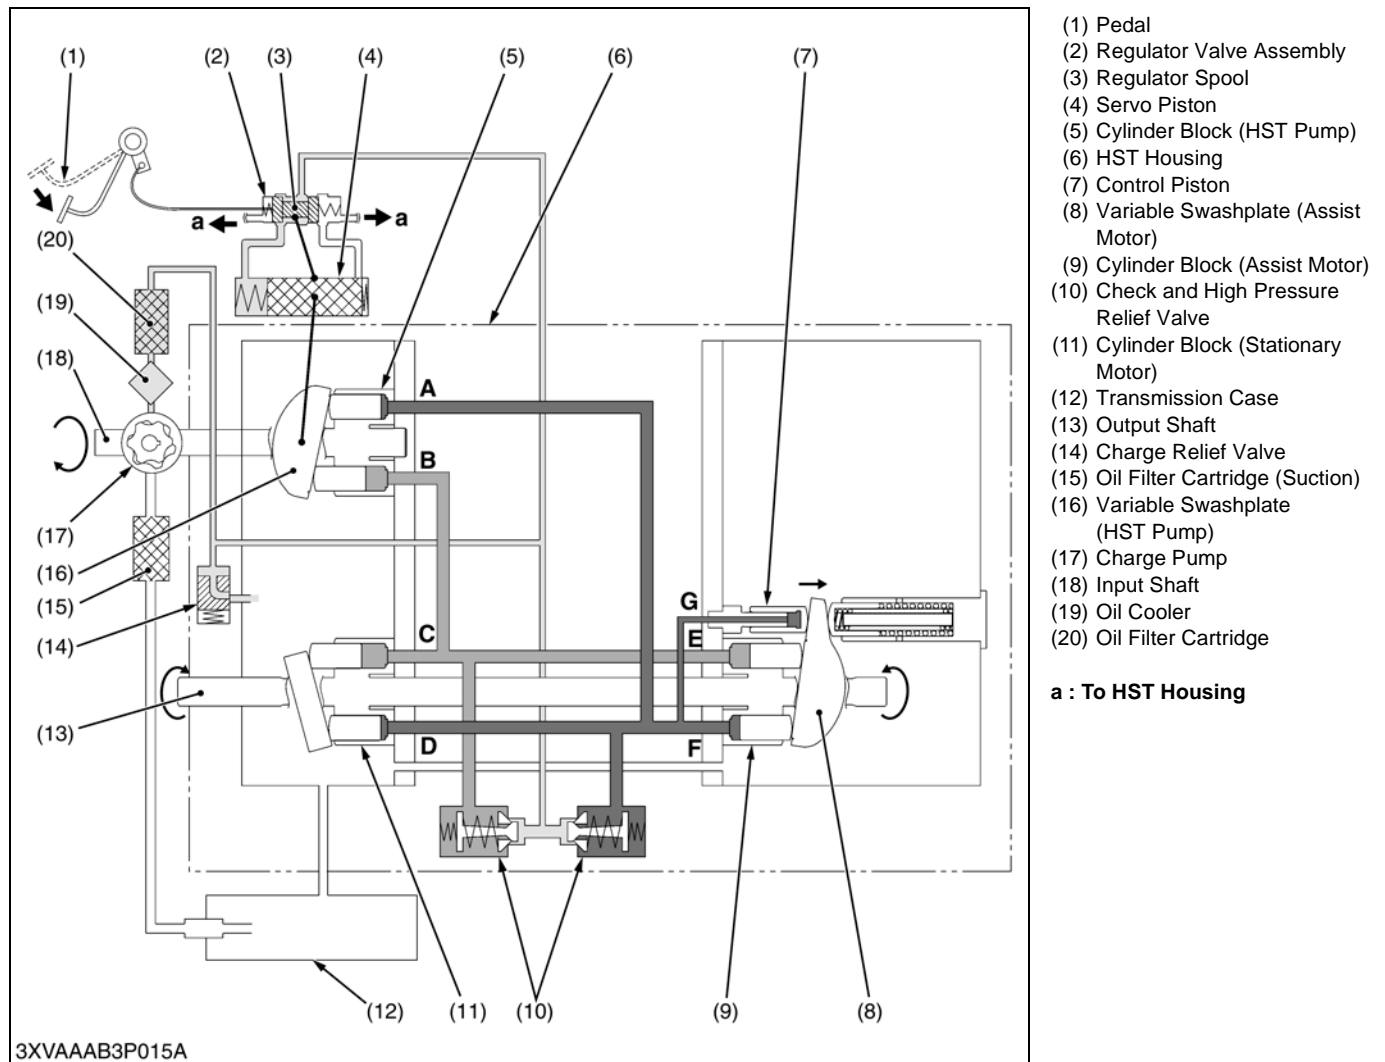 (1)
(2)
(3)
(4)
(5)
(6)
(7)
a
a
(20)
(19)
(18)
A
B
(17)
(16)
(15)
(14)
G
C
E
(13)
D
F
(12)
(11)
(10)
(9)
(8)
3XVAAAB3P015A
(1) Pedal
(2) Regulator Valve Assembly
(3) Regulator Spool
(4) Servo Piston
(5) Cylinder Block (HST Pump)
(6) HST Housing
(7) Control Piston
(8) Variable Swashplate (Assist
Motor)
(9) Cylinder Block (Assist Motor)
(10) Check and High Pressure
Relief Valve
(11) Cylinder Block (Stationary
Motor)
(12) Transmission Case
(13) Output Shaft
(14) Charge Relief Valve
(15) Oil Filter Cartridge (Suction)
(16) Variable Swashplate
(HST Pump)
(17) Charge Pump
(18) Input Shaft
(19) Oil Cooler
(20) Oil Filter Cartridge
a : To HST Housing